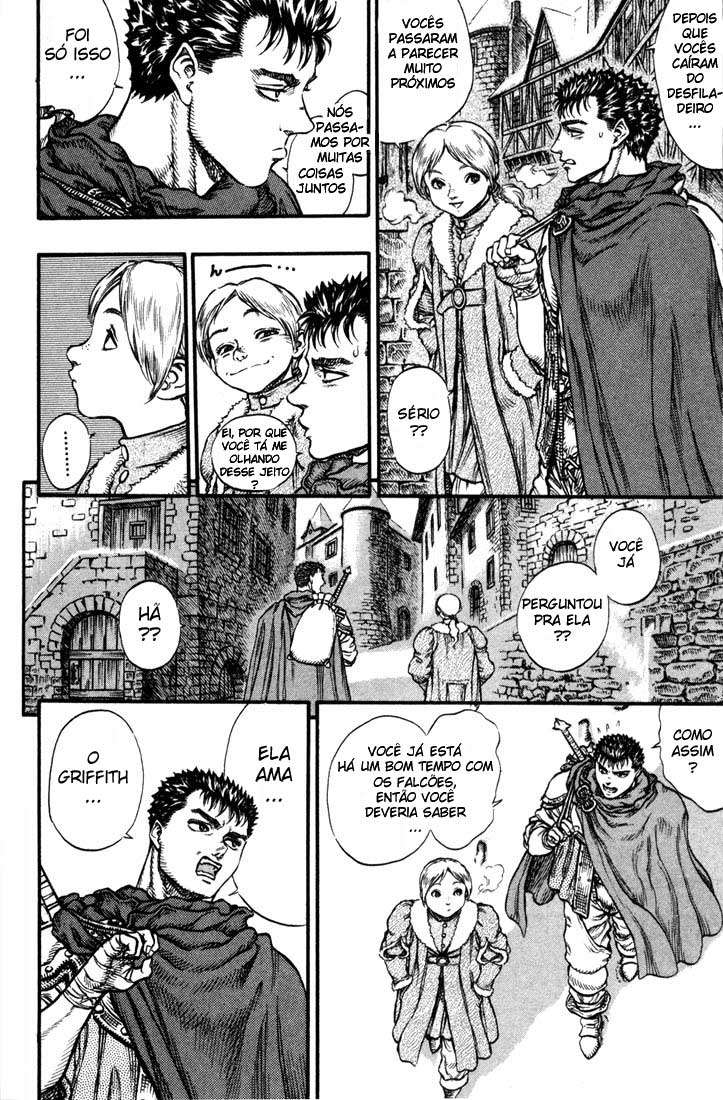 DEPOIS
QUE
VOCÊS
CAÍRAM
DO
DESFILA-
DEIRO
...
VOCÊS
PASSARAM
A PARECER
MUITO
PRÓXIMOS
SÉRIO
??
NÓS
PASSA-
MOS POR
MUITAS
COISAS
JUNTOS
FOI
SÓ ISSO
...
EI, POR QUE
VOCÊ TÁ ME
OLHANDO
DESSE JEITO
?
........
VOCÊ
JÁ
PERGUNTOU
PRA ELA
??
HÃ
??
COMO
ASSIM
?
VOCÊ JÁ ESTÁ
HÁ UM BOM TEMPO COM
OS FALCÕES,
ENTÃO VOCÊ
DEVERIA SABER
...
ELA
AMA
...
O
GRIFFITH
...